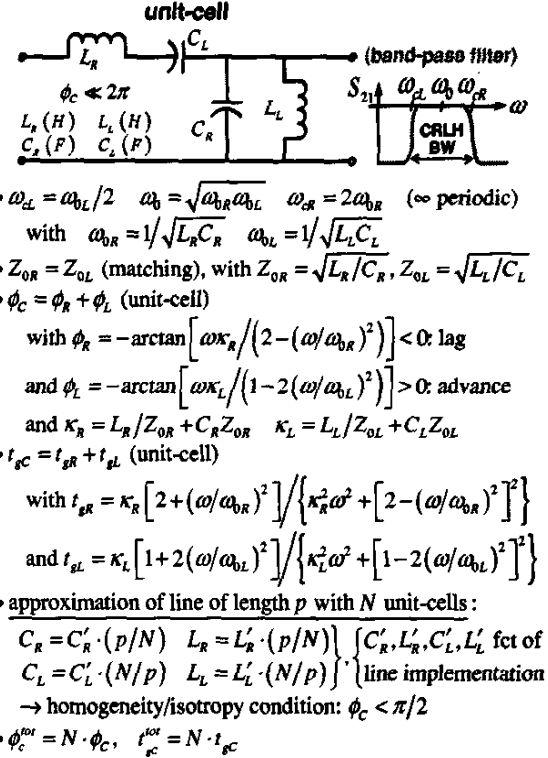 unit-cell
L_R C_L (band-pass filter)
ϕ_C ≪ 2π C_R L_L S_21 ω_cL ω_0 ω_cR ω
L_R (H) L_L (H) CRLH
C_R (F) C_L (F) BW
• ω_cL = ω_0L/2 ω_0 = √(ω_0R ω_0L) ω_cR = 2ω_0R (∞ periodic)
with ω_0R = 1/√(L_R C_R) ω_0L = 1/√(L_L C_L)
• Z_0R = Z_0L (matching), with Z_0R = √(L_R/C_R), Z_0L = √(L_L/C_L)
• ϕ_C = ϕ_R + ϕ_L (unit-cell)
with ϕ_R = −arctan[ωκ_R/(2−(ω/ω_0R)^2)] < 0: lag
and ϕ_L = −arctan[ωκ_L/(1−2(ω/ω_0L)^2)] > 0: advance
and κ_R = L_R/Z_0R + C_R Z_0R κ_L = L_L/Z_0L + C_L Z_0L
• t_gC = t_gR + t_gL (unit-cell)
with t_gR = κ_R[2+(ω/ω_0R)^2]/{κ_R^2 ω^2 + [2−(ω/ω_0R)^2]^2}
and t_gL = κ_L[1+2(ω/ω_0L)^2]/{κ_L^2 ω^2 + [1−2(ω/ω_0L)^2]^2}
• approximation of line of length p with N unit-cells :
C_R = C′_R·(p/N) L_R = L′_R·(p/N)}, {C′_R, L′_R, C′_L, L′_L fct of
C_L = C′_L·(N/p) L_L = L′_L·(N/p)}, {line implementation
→ homogeneity/isotropy condition: ϕ_C < π/2
• ϕ_c^tot = N·ϕ_C, t_gc^tot = N·t_gC